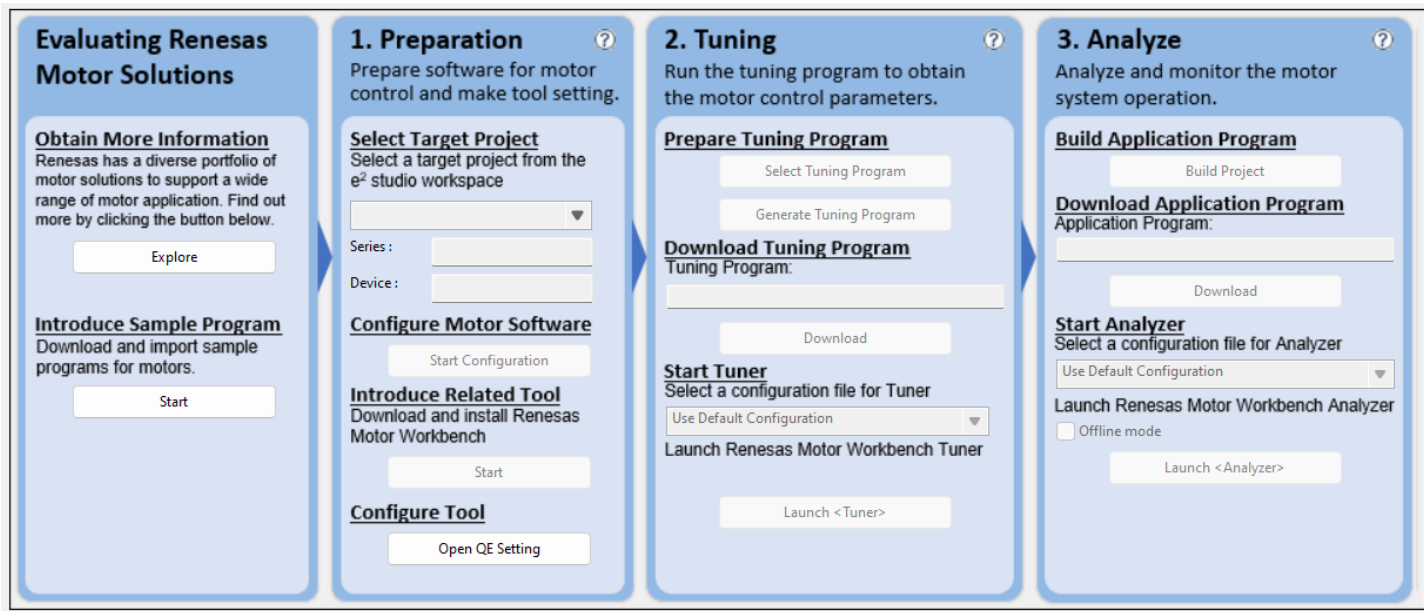 Evaluating Renesas
Motor Solutions
Obtain More Information
Renesas has a diverse portfolio of
motor solutions to support a wide
range of motor application. Find out
more by clicking the button below.
Explore
Introduce Sample Program
Download and import sample
programs for motors.
Start
1. Preparation
?
Prepare software for motor
control and make tool setting.
Select Target Project
Select a target project from the
e² studio workspace
Series :
Device :
Configure Motor Software
Start Configuration
Introduce Related Tool
Download and install Renesas
Motor Workbench
Start
Configure Tool
Open QE Setting
2. Tuning
?
Run the tuning program to obtain
the motor control parameters.
Prepare Tuning Program
Select Tuning Program
Generate Tuning Program
Download Tuning Program
Tuning Program:
Download
Start Tuner
Select a configuration file for Tuner
Use Default Configuration
Launch Renesas Motor Workbench Tuner
Launch <Tuner>
3. Analyze
?
Analyze and monitor the motor
system operation.
Build Application Program
Build Project
Download Application Program
Application Program:
Download
Start Analyzer
Select a configuration file for Analyzer
Use Default Configuration
Launch Renesas Motor Workbench Analyzer
Offline mode
Launch <Analyzer>